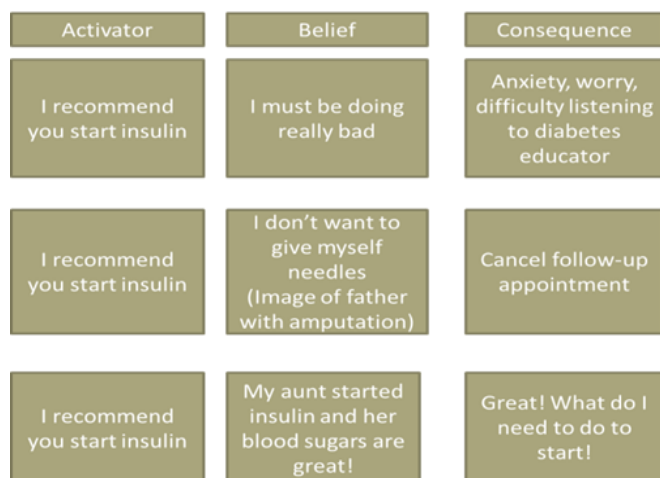 Activator
Belief
Consequence
I recommend
you start insulin
I must be doing
really bad
Anxiety, worry,
difficulty listening
to diabetes
educator
I recommend
you start insulin
I don't want to
give myself
needles
(Image of father
with amputation)
Cancel follow-up
appointment
I recommend
you start insulin
My aunt started
insulin and her
blood sugars are
great!
Great! What do I
need to do to
start!